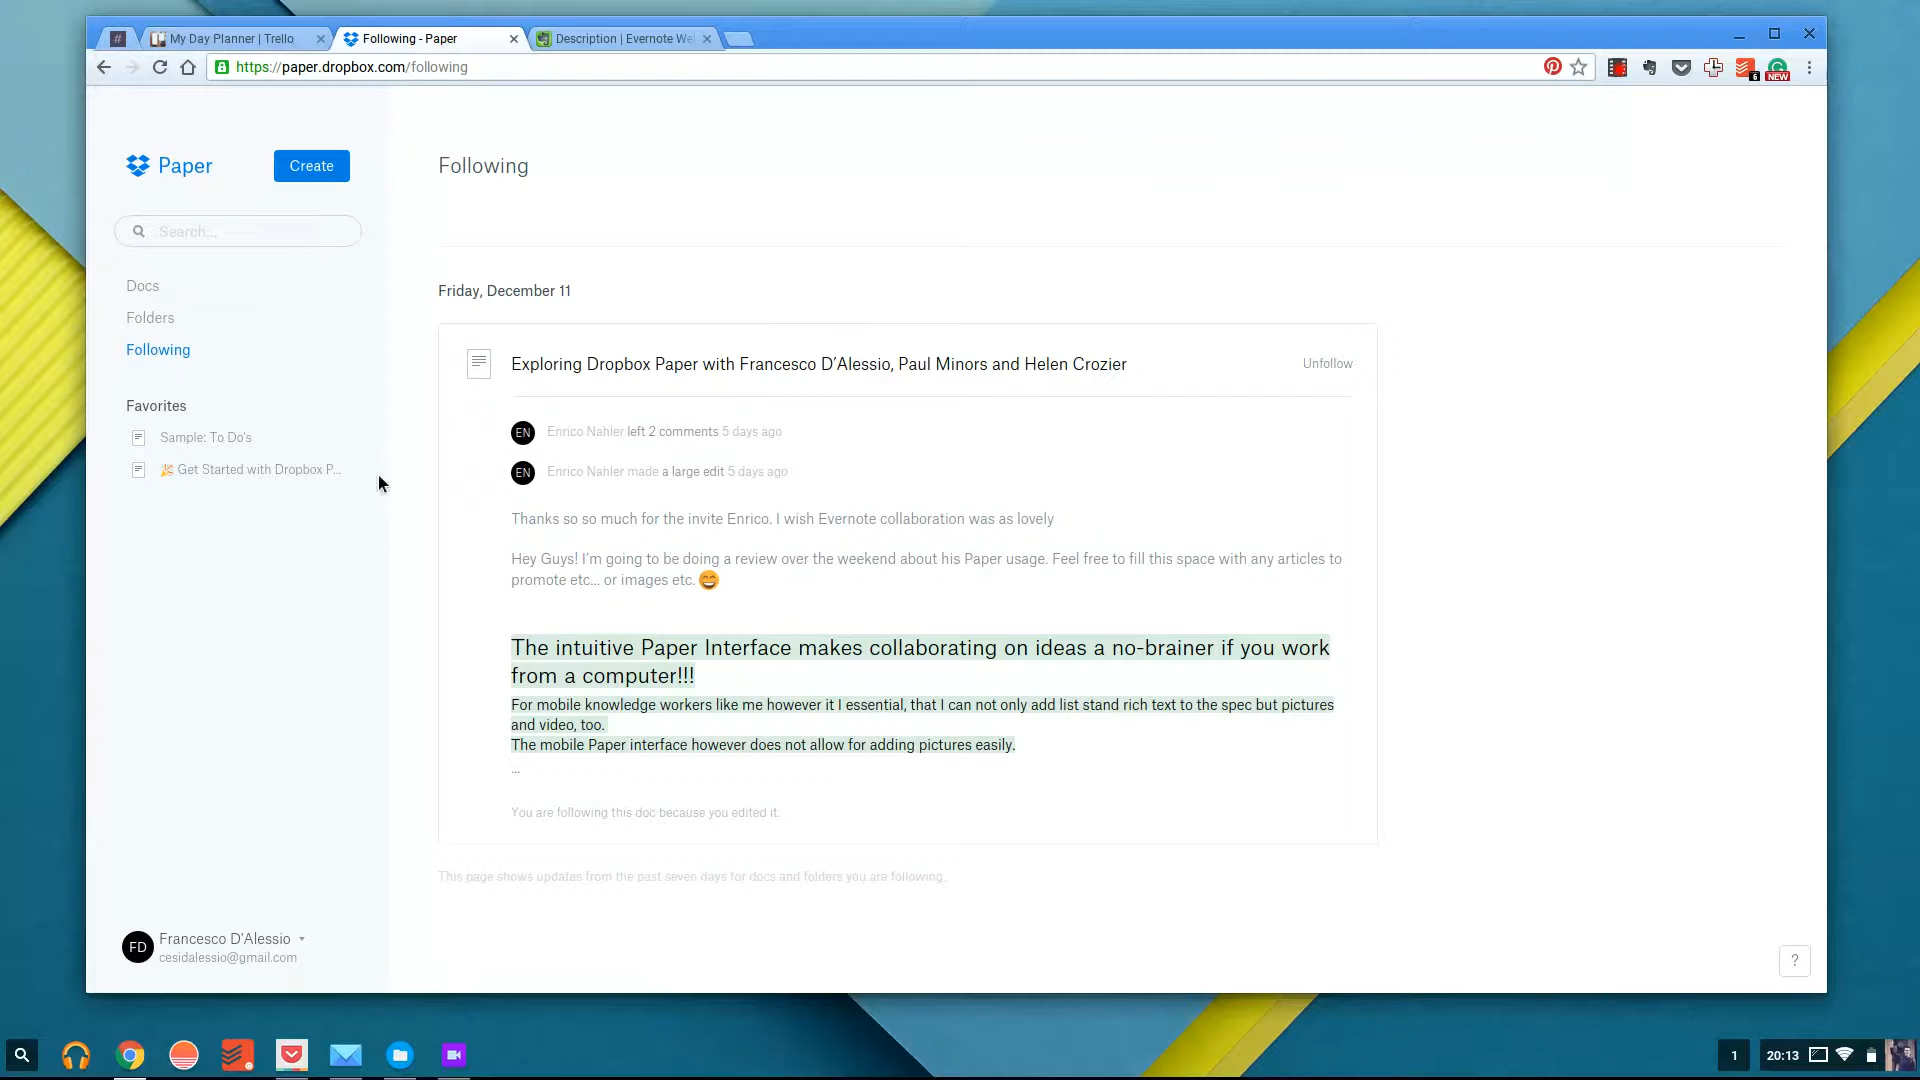 #
My Day Planner | Trello
Following - Paper
Description | Evernote We
https://paper.dropbox.com/following
6
NEW
Paper
Create
Following
Search...
Docs
Folders
Following
Favorites
Sample: To Do's
Get Started with Dropbox P...
Friday, December 11
Exploring Dropbox Paper with Francesco D'Alessio, Paul Minors and Helen Crozier
Unfollow
EN Enrico Nahler left 2 comments 5 days ago
EN Enrico Nahler made a large edit 5 days ago
Thanks so so much for the invite Enrico. I wish Evernote collaboration was as lovely
Hey Guys! I'm going to be doing a review over the weekend about his Paper usage. Feel free to fill this space with any articles to
promote etc... or images etc. 😄
The intuitive Paper Interface makes collaborating on ideas a no-brainer if you work
from a computer!!!
For mobile knowledge workers like me however it I essential, that I can not only add list stand rich text to the spec but pictures
and video, too.
The mobile Paper interface however does not allow for adding pictures easily.
...
You are following this doc because you edited it.
This page shows updates from the past seven days for docs and folders you are following.
FD
Francesco D'Alessio
cesidalessio@gmail.com
?
1
20:13